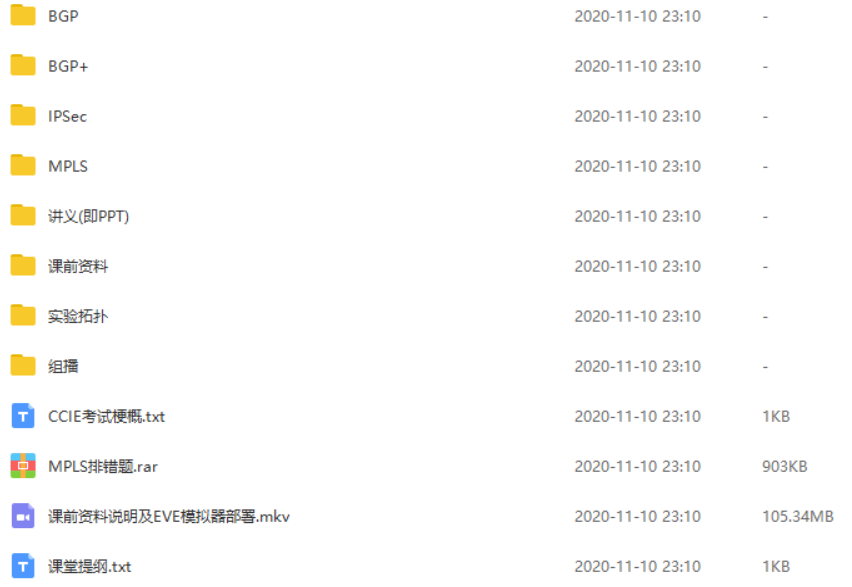 BGP 2020-11-10 23:10 -
BGP+ 2020-11-10 23:10 -
IPSec 2020-11-10 23:10 -
MPLS 2020-11-10 23:10 -
讲义(即PPT) 2020-11-10 23:10 -
课前资料 2020-11-10 23:10 -
实验拓扑 2020-11-10 23:10 -
组播 2020-11-10 23:10 -
CCIE考试梗概.txt 2020-11-10 23:10 1KB
MPLS排错题.rar 2020-11-10 23:10 903KB
课前资料说明及EVE模拟器部署.mkv 2020-11-10 23:10 105.34MB
课堂提纲.txt 2020-11-10 23:10 1KB